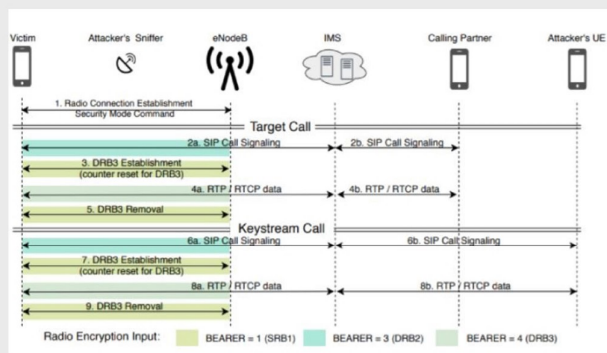 Victim Attacker's Sniffer eNodeB IMS Calling Partner Attacker's UE
1. Radio Connection Establishment
Security Mode Command
Target Call
2a. SIP Call Signaling 2b. SIP Call Signaling
3. DRB3 Establishment
(counter reset for DRB3)
4a. RTP / RTCP data 4b. RTP / RTCP data
5. DRB3 Removal
Keystream Call
6a. SIP Call Signaling 6b. SIP Call Signaling
7. DRB3 Establishment
(counter reset for DRB3)
8a. RTP / RTCP data 8b. RTP / RTCP data
9. DRB3 Removal
Radio Encryption Input: BEARER = 1 (SRB1) BEARER = 3 (DRB2) BEARER = 4 (DRB3)